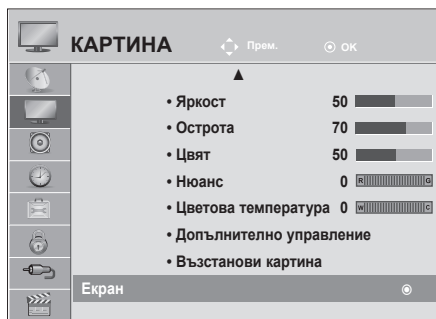 КАРТИНА Прем. OK
• Яркост 50
• Острота 70
• Цвят 50
• Нюанс 0 R G
• Цветова температура 0 W C
• Допълнително управление
• Възстанови картина
Екран